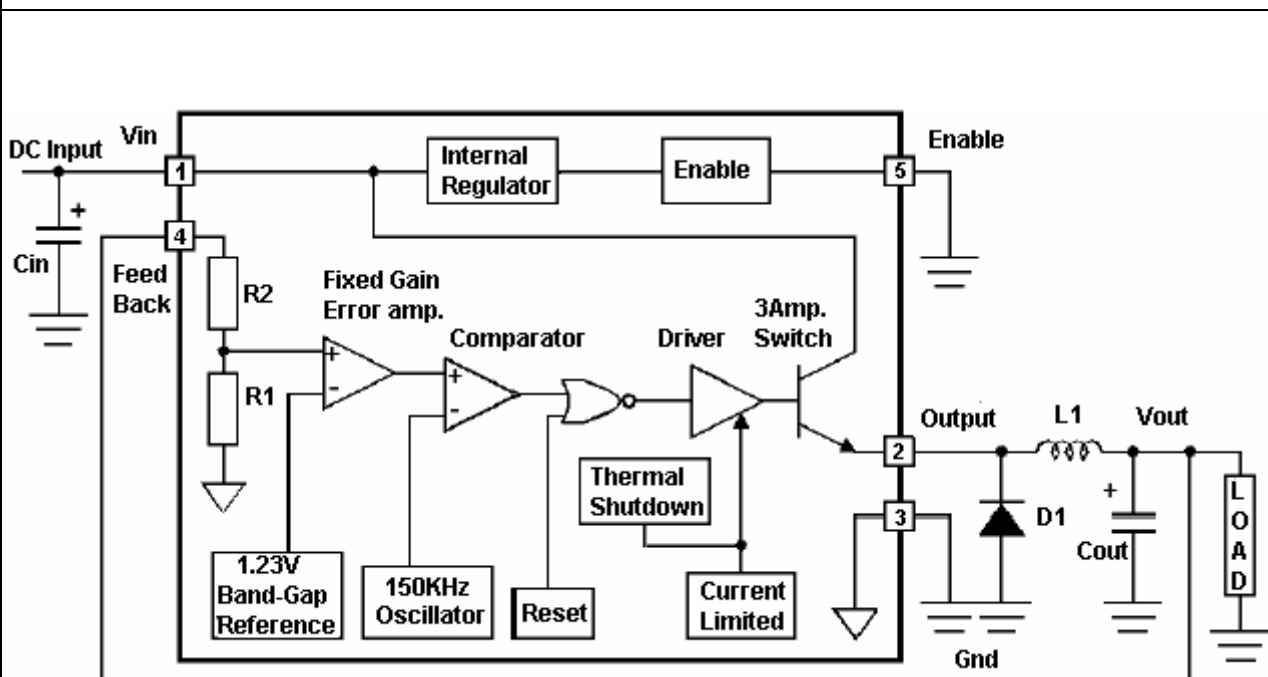 Vin
Enable
DC Input
1
Internal
Regulator
Enable
5
+
4
Cin
Feed
Back
R2
Fixed Gain
Error amp.
3Amp.
Switch
Comparator
Driver
+
-
+
-
R1
Output
L1
Vout
2
Thermal
Shutdown
3
+
D1
Cout
L
O
A
D
1.23V
Band-Gap
Reference
150KHz
Oscillator
Reset
Current
Limited
Gnd